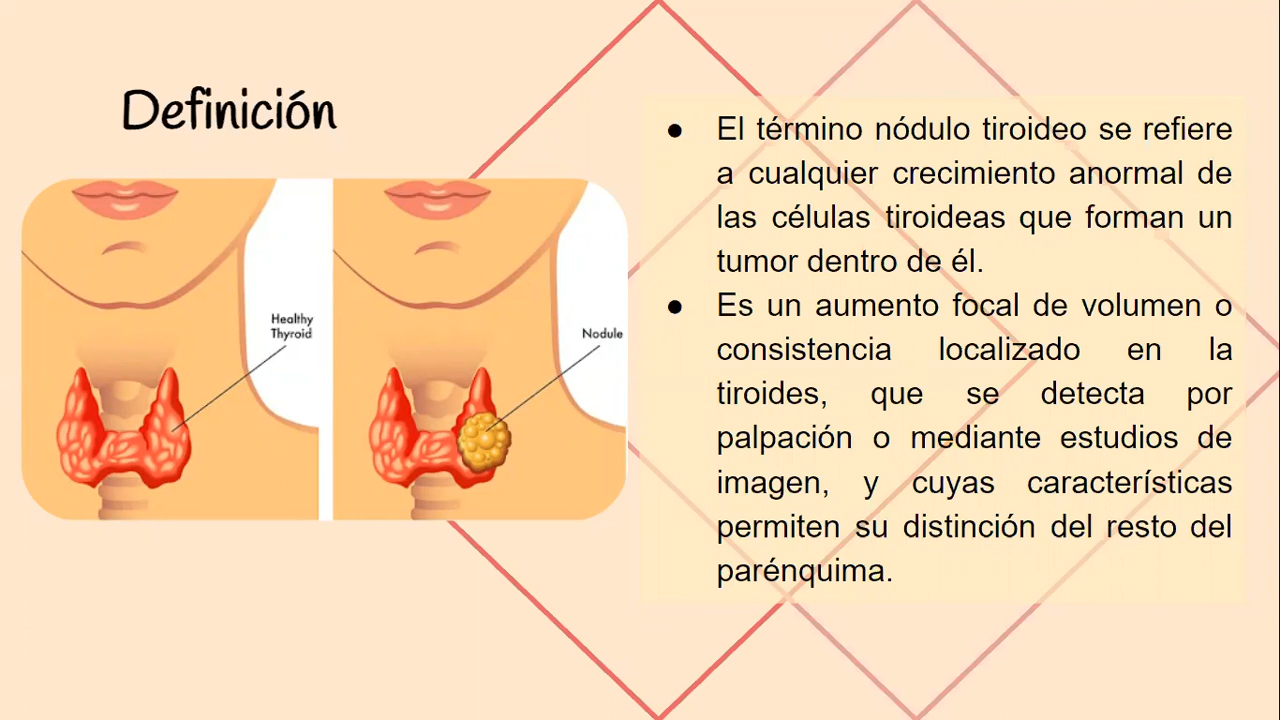 Definición
Healthy
Thyroid
Nodule
● El término nódulo tiroideo se refiere
a cualquier crecimiento anormal de
las células tiroideas que forman un
tumor dentro de él.
● Es un aumento focal de volumen o
consistencia localizado en la
tiroides, que se detecta por
palpación o mediante estudios de
imagen, y cuyas características
permiten su distinción del resto del
parénquima.